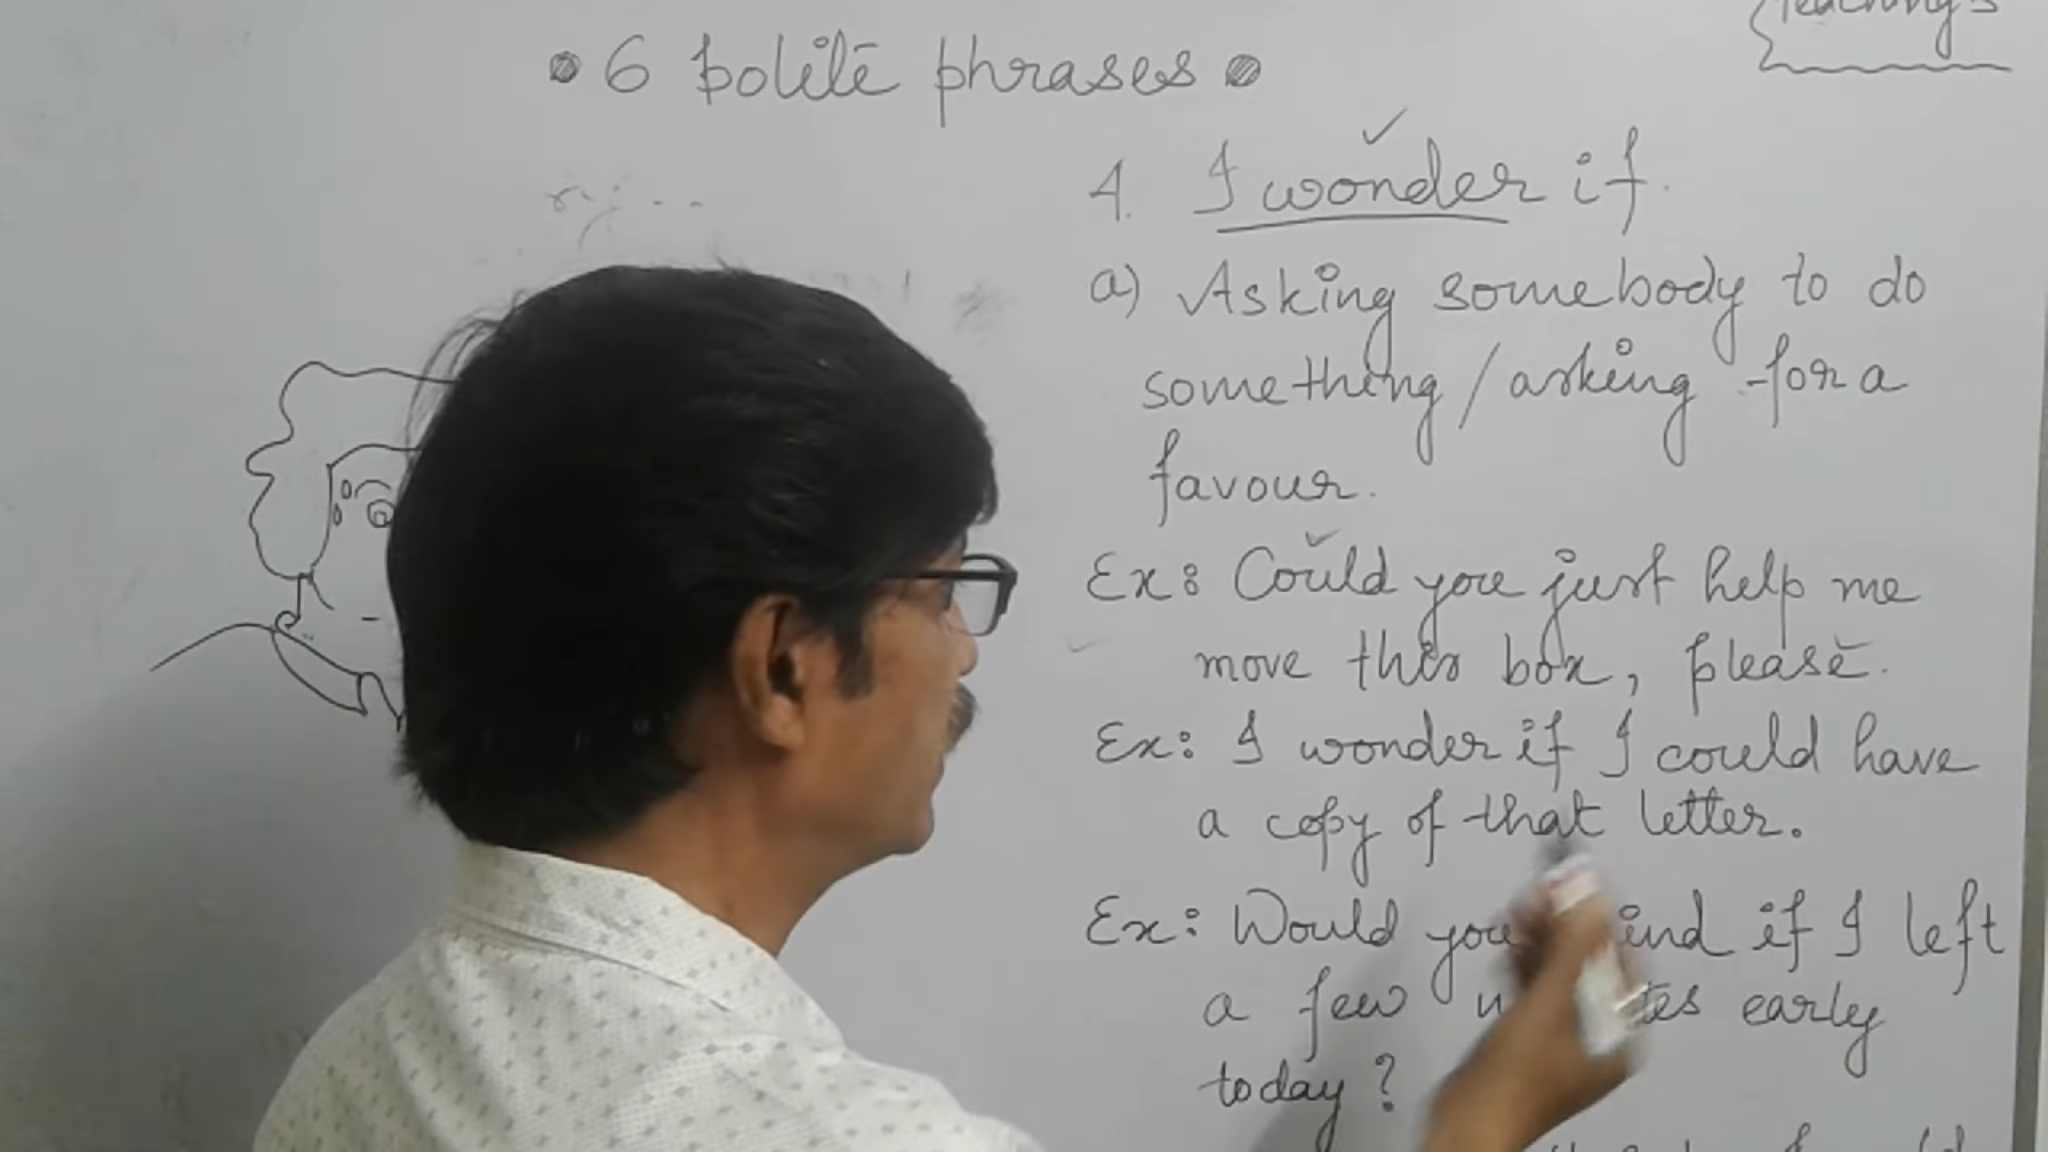 Teaching's
6 polite phrases
4. I wonder if.
a) Asking somebody to do
something/asking for a
favour.
Ex: Could you just help me
move this box, please.
Ex: I wonder if I could have
a copy of that letter.
Ex: Would you mind if I left
a few early
today?